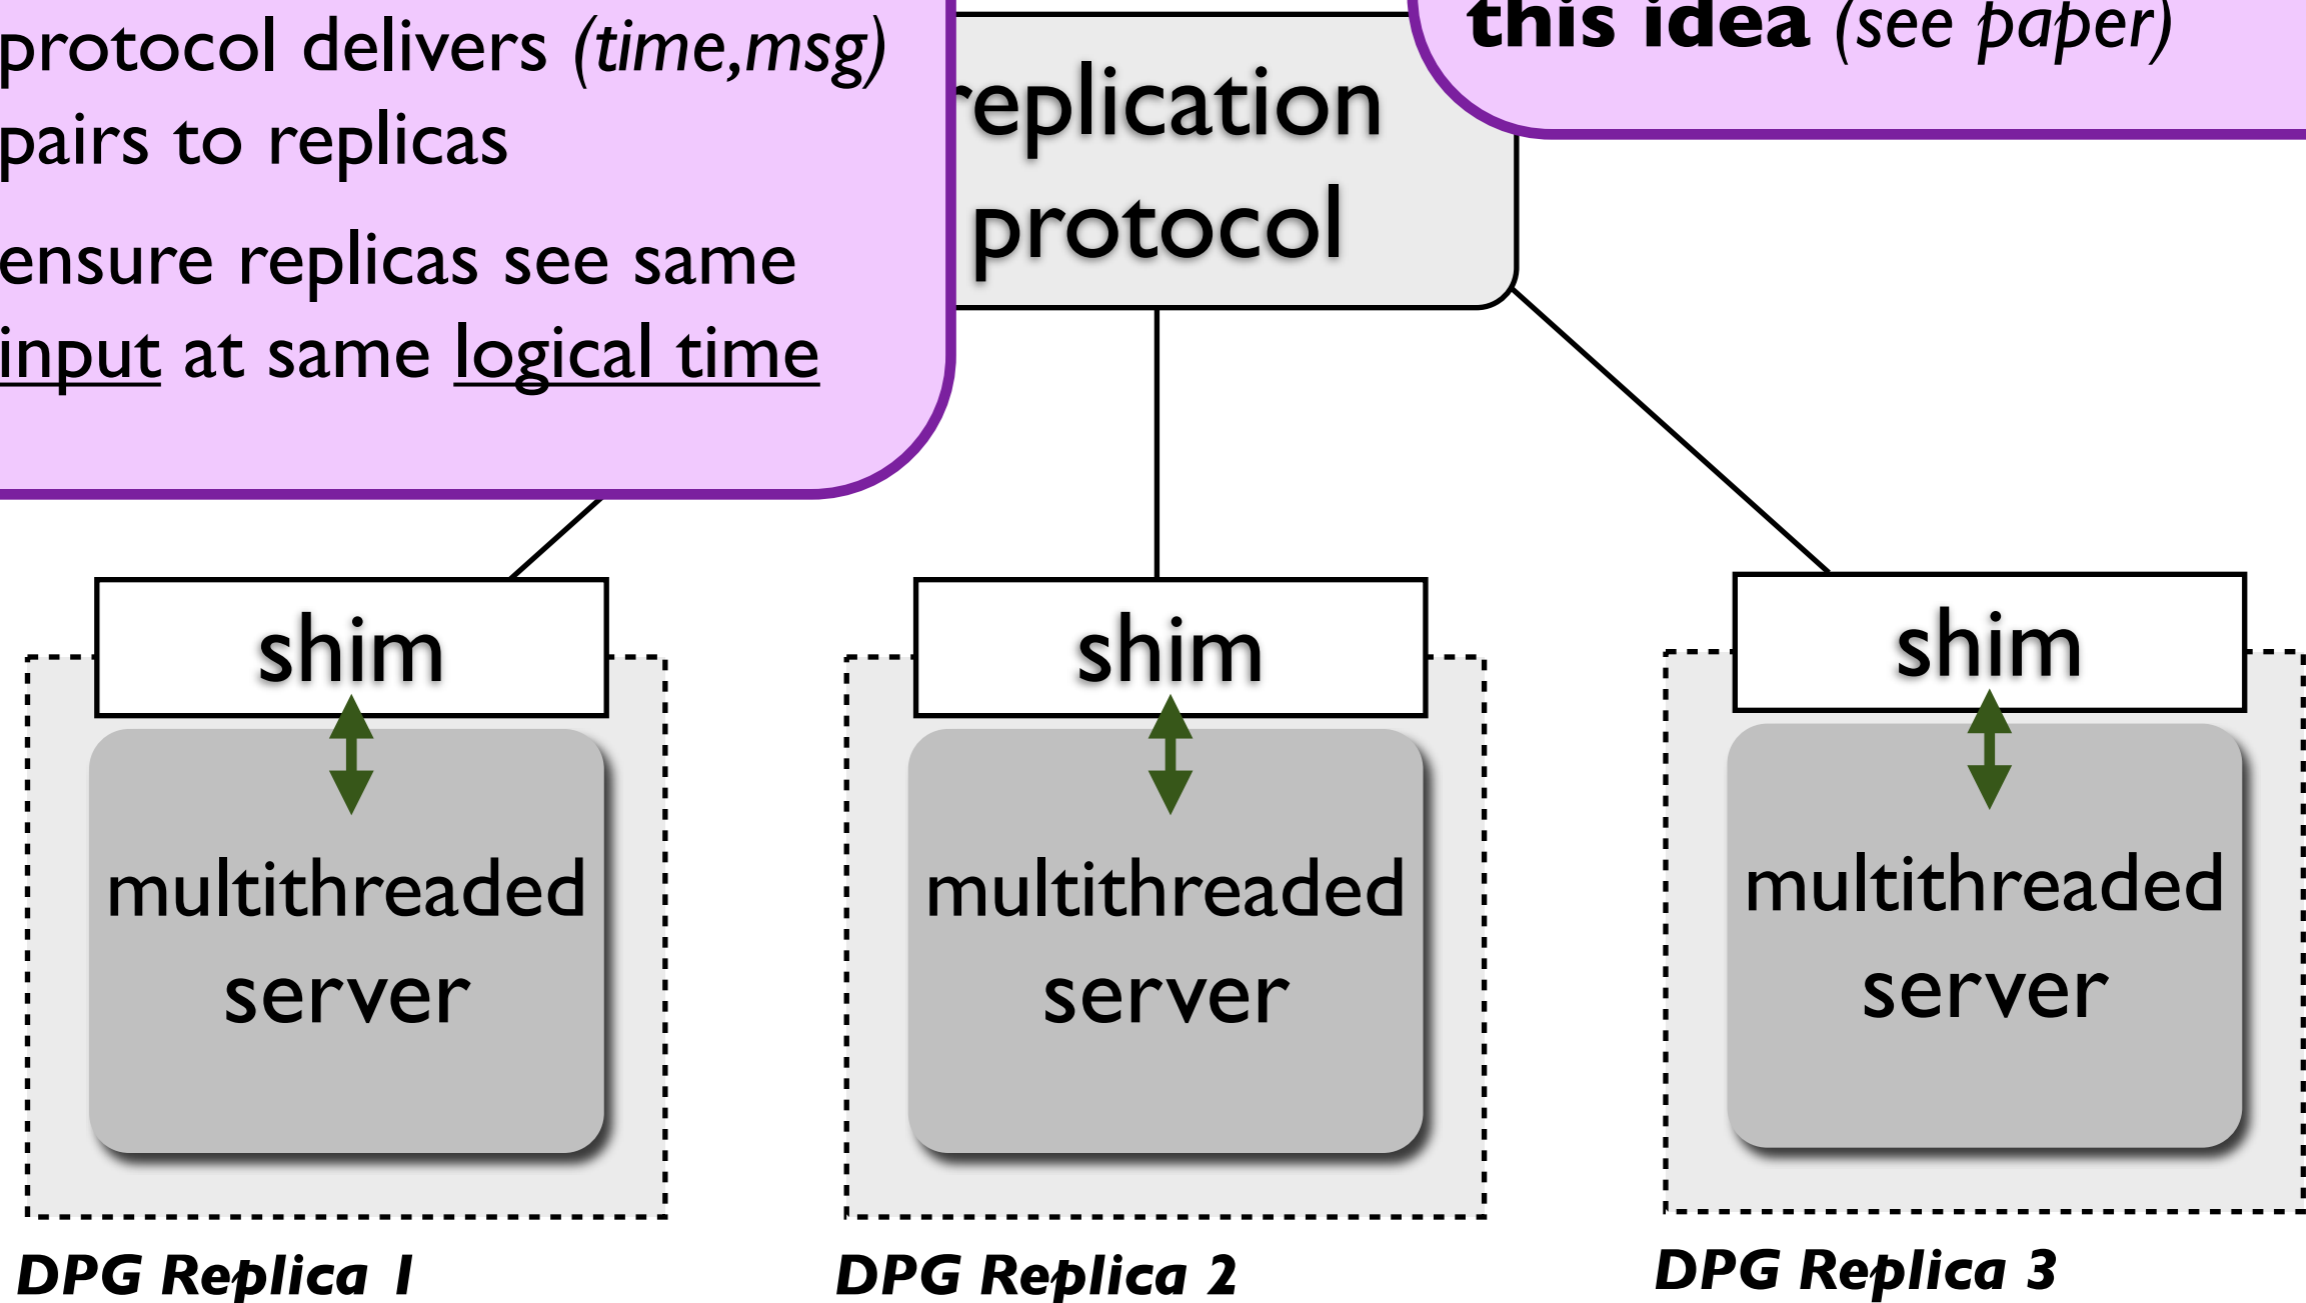 protocol delivers (time,msg)
pairs to replicas
ensure replicas see same
input at same logical time
this idea (see paper)
replication
protocol
shim
multithreaded
server
DPG Replica 1
shim
multithreaded
server
DPG Replica 2
shim
multithreaded
server
DPG Replica 3